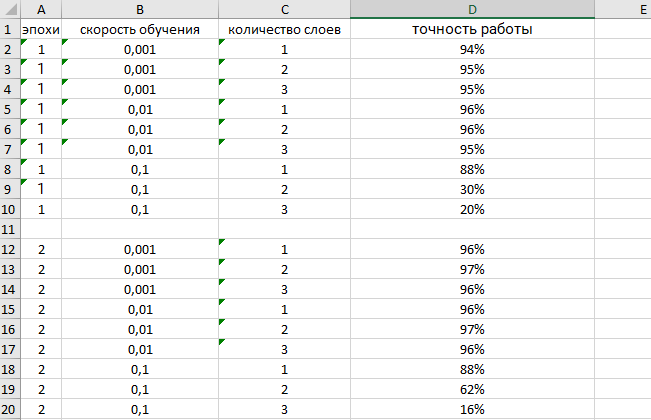 A B C D E
1 эпохи скорость обучения количество слоев точность работы
2 1 0,001 1 94%
3 1 0,001 2 95%
4 1 0,001 3 95%
5 1 0,01 1 96%
6 1 0,01 2 96%
7 1 0,01 3 95%
8 1 0,1 1 88%
9 1 0,1 2 30%
10 1 0,1 3 20%
11
12 2 0,001 1 96%
13 2 0,001 2 97%
14 2 0,001 3 96%
15 2 0,01 1 96%
16 2 0,01 2 97%
17 2 0,01 3 96%
18 2 0,1 1 88%
19 2 0,1 2 62%
20 2 0,1 3 16%